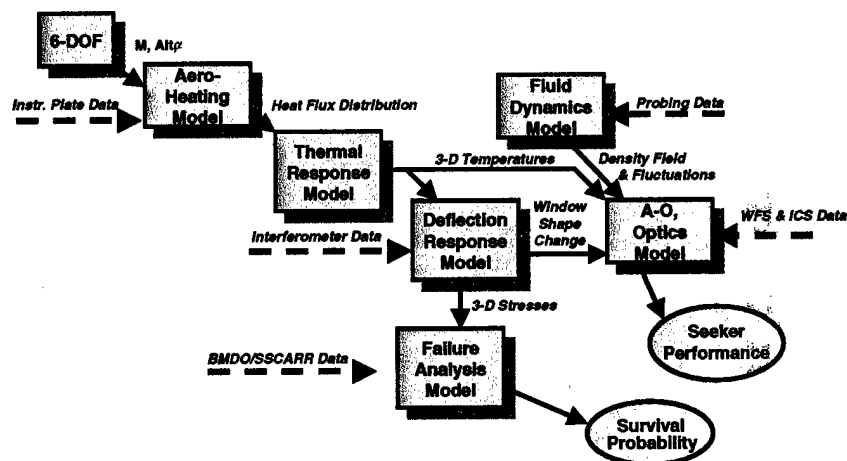 6-DOF
M, Altα
Aero-
Heating
Model
Instr. Plate Data
Heat Flux Distribution
Fluid
Dynamics
Model
Probing Data
Thermal
Response
Model
3-D Temperatures
Density Field
& Fluctuations
Deflection
Response
Model
Window
Shape
Change
A-O,
Optics
Model
WFS & ICS Data
Interferometer Data
3-D Stresses
Seeker
Performance
BMDO/SSCARR Data
Failure
Analysis
Model
Survival
Probability